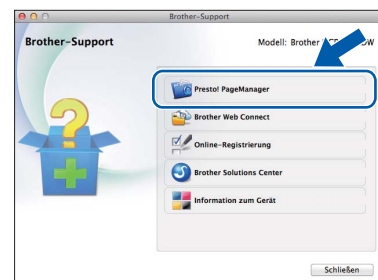 Brother-Support
Brother-Support
Modell: Brother
Presto! PageManager
Brother Web Connect
Online-Registrierung
Brother Solutions Center
Information zum Gerät
Schließen